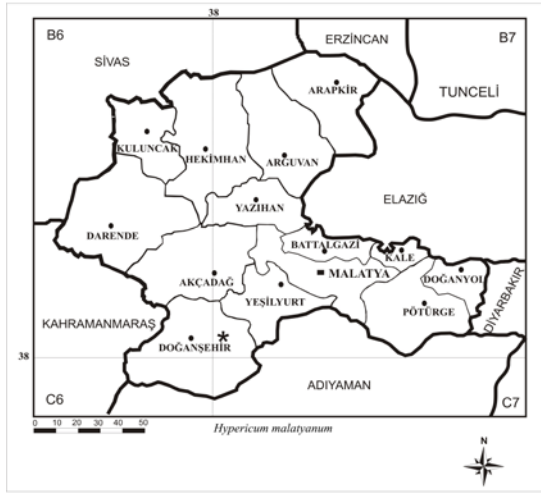 38
B6
ERZİNCAN
B7
SİVAS
TUNCELİ
ARAPKİR
KULUNCAK
HEKİMHAN
ARGUVAN
ELAZIĞ
YAZIHAN
DARENDE
BATTALGAZİ
KALE
AKÇADAĞ
MALATYA
DOĞANYOL
YEŞİLYURT
PÖTÜRGE
DİYARBAKIR
KAHRAMANMARAŞ
DOĞANŞEHİR
*
38
ADIYAMAN
C6
C7
0 10 20 30 40 50
Hypericum malatyanum
N